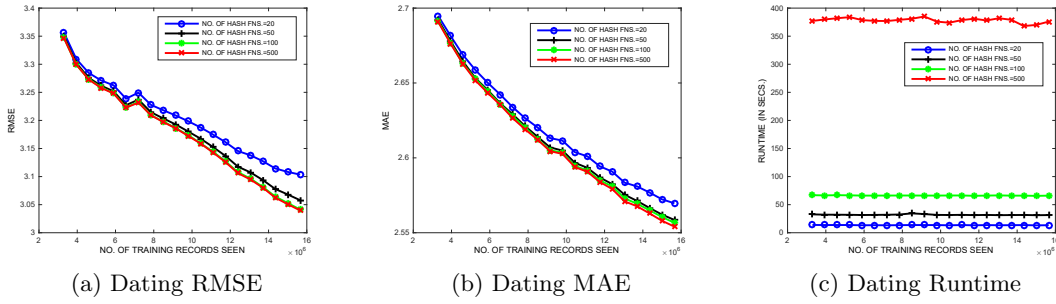 3.4
3.35
3.3
3.25
3.2
3.15
3.1
3.05
3
RMSE
NO. OF HASH FNS.=20
NO. OF HASH FNS.=50
NO. OF HASH FNS.=100
NO. OF HASH FNS.=500
2 4 6 8 10 12 14 16
NO. OF TRAINING RECORDS SEEN
×10⁶
(a) Dating RMSE
2.7
2.65
2.6
2.55
MAE
NO. OF HASH FNS.=20
NO. OF HASH FNS.=50
NO. OF HASH FNS.=100
NO. OF HASH FNS.=500
2 4 6 8 10 12 14 16
NO. OF TRAINING RECORDS SEEN
×10⁶
(b) Dating MAE
400
350
300
250
200
150
100
50
0
RUNTIME (IN SECS.)
NO. OF HASH FNS.=20
NO. OF HASH FNS.=50
NO. OF HASH FNS.=100
NO. OF HASH FNS.=500
2 4 6 8 10 12 14 16
NO. OF TRAINING RECORDS SEEN
×10⁶
(c) Dating Runtime